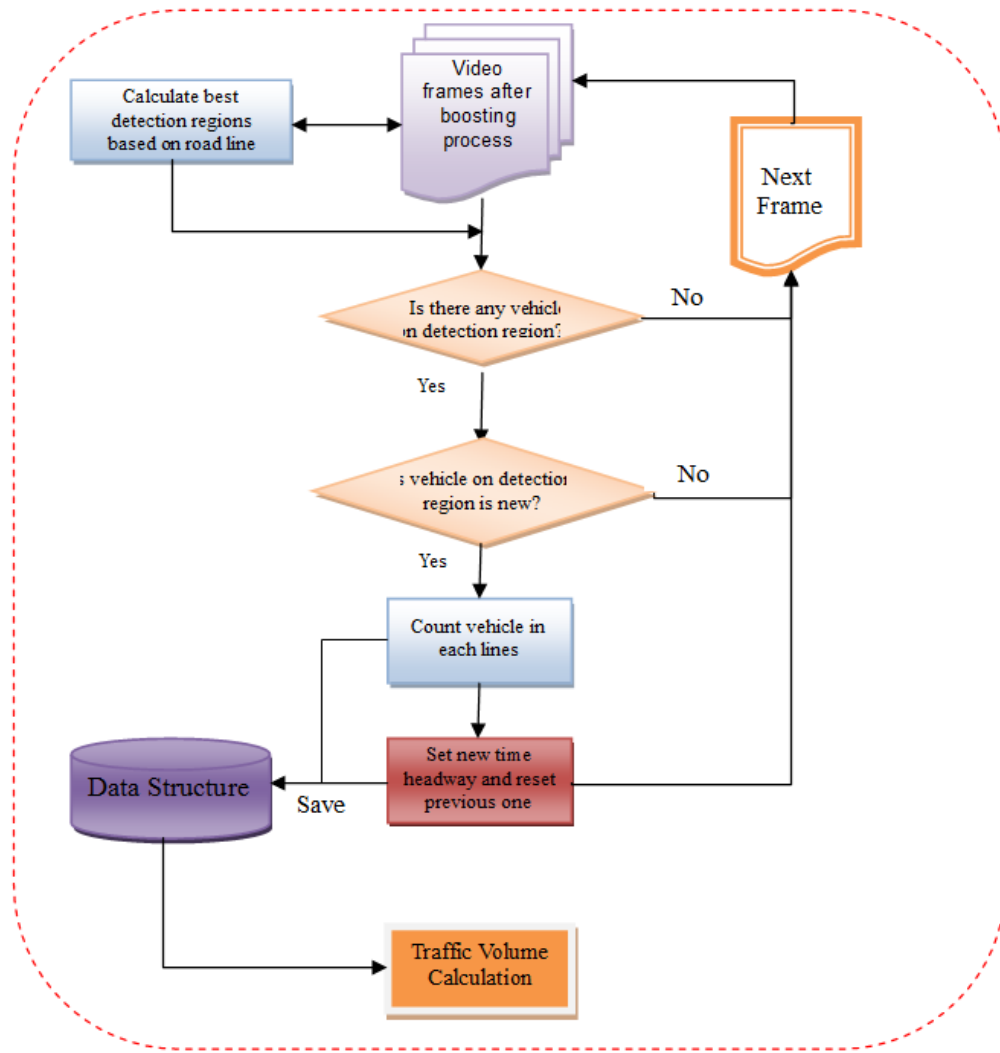 Video
frames after
boosting
process
Calculate best
detection regions
based on road line
Next
Frame
Is there any vehicle
on detection region?
No
Yes
s vehicle on detection
region is new?
No
Yes
Count vehicle in
each lines
Set new time
headway and reset
previous one
Data Structure
Save
Traffic Volume
Calculation